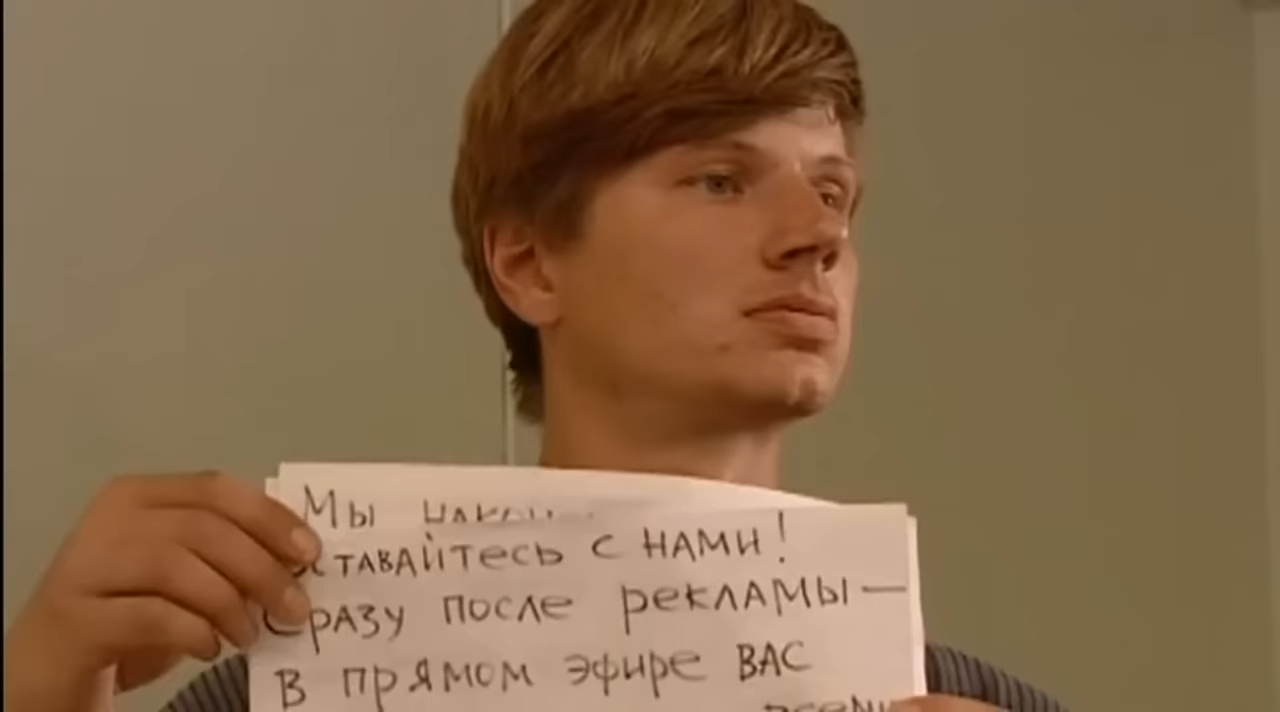 Мы
Оставайтесь с нами!
Сразу после рекламы —
в прямом эфире вас